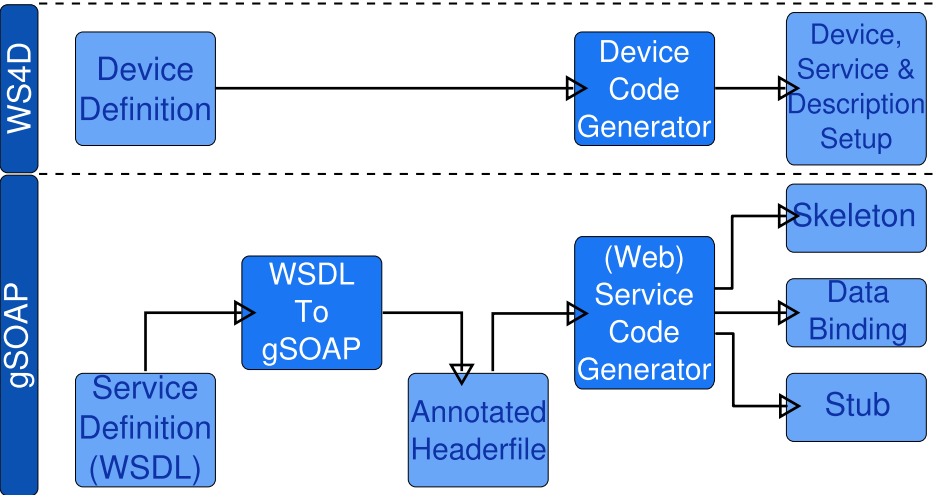 WS4D
Device
Definition
Device
Code
Generator
Device,
Service &
Description
Setup
gSOAP
Service
Definition
(WSDL)
WSDL
To
gSOAP
Annotated
Headerfile
(Web)
Service
Code
Generator
Skeleton
Data
Binding
Stub